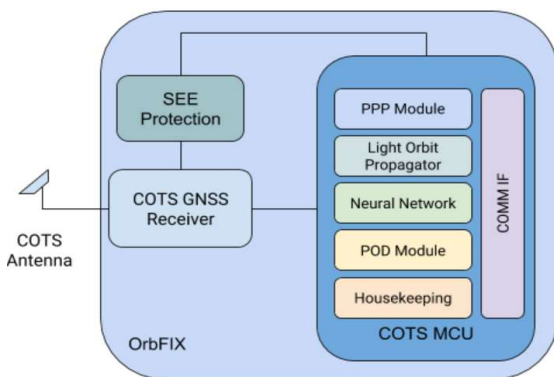 SEE
Protection
COTS GNSS
Receiver
COTS
Antenna
OrbFIX
PPP Module
Light Orbit
Propagator
Neural Network
POD Module
Housekeeping
COMM IF
COTS MCU